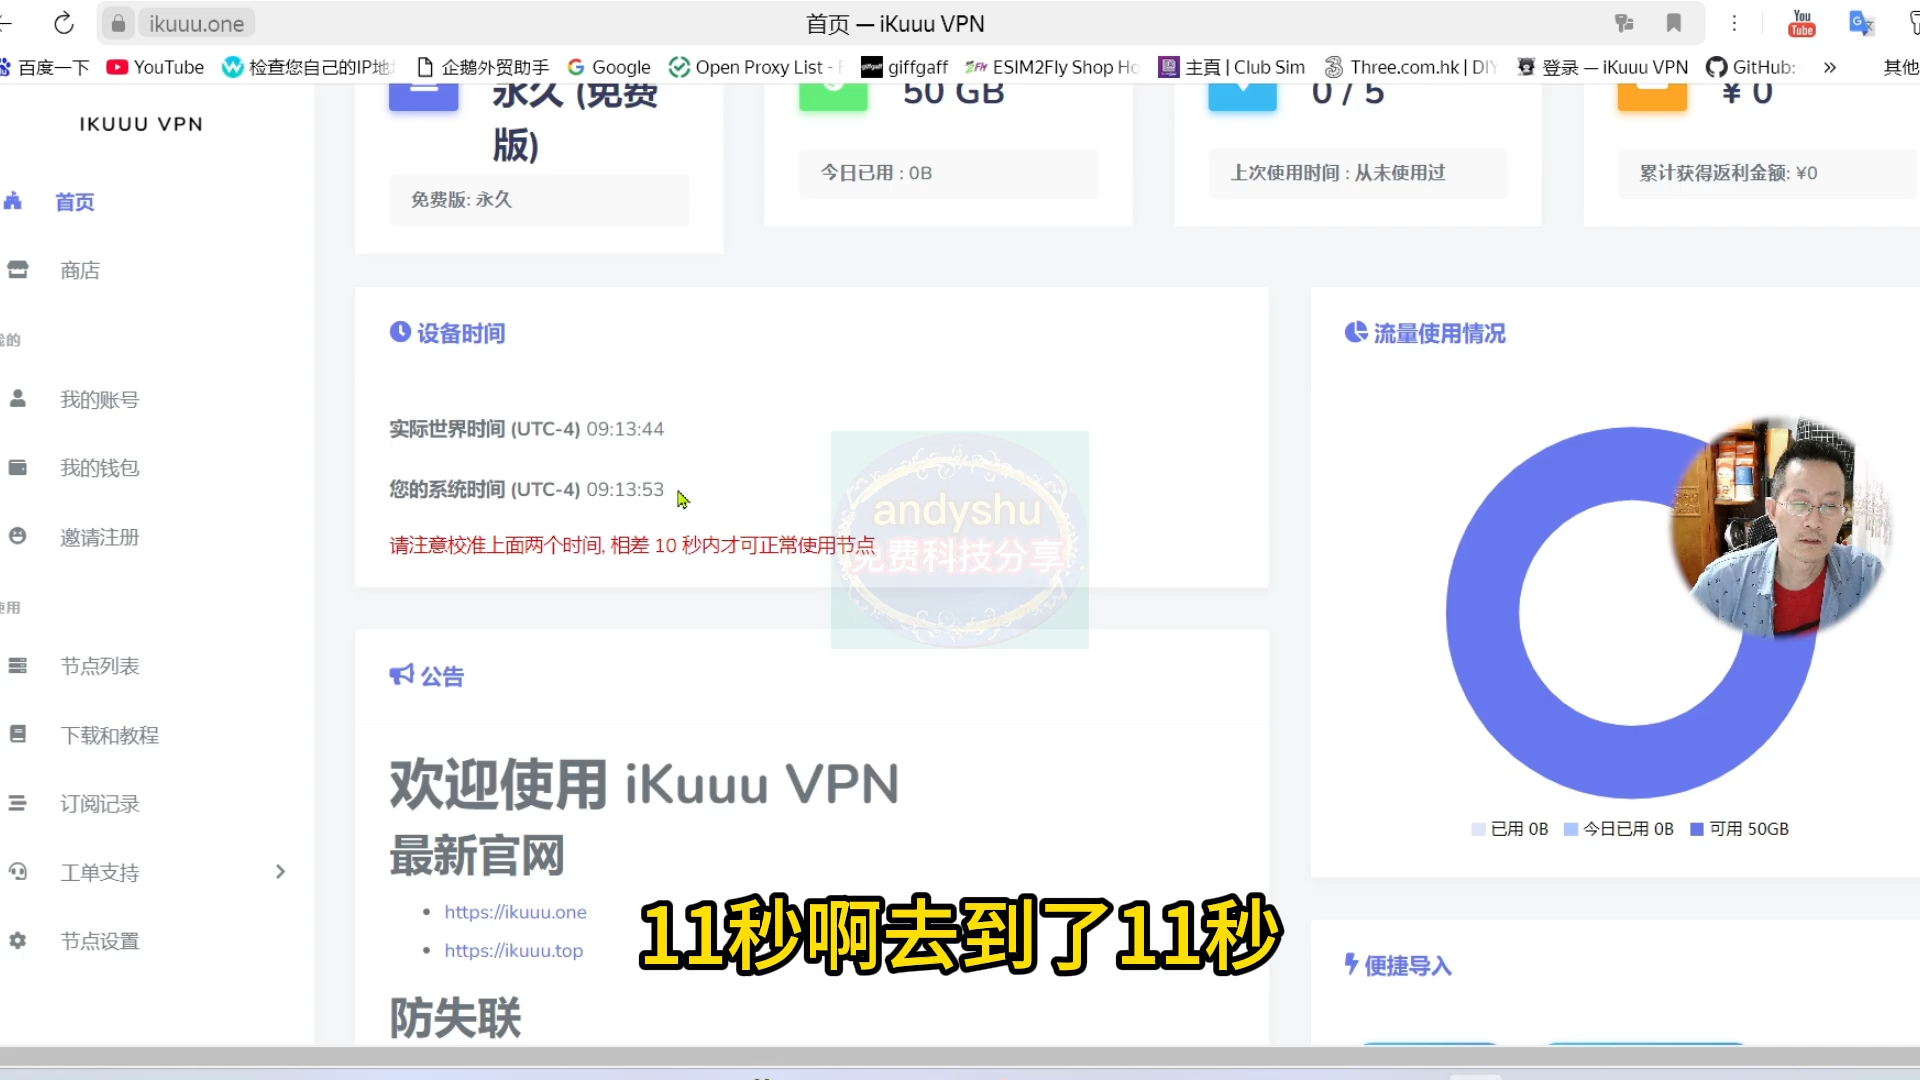 ikuuu.one
首页 — iKuuu VPN
You Tube
百度一下
YouTube
检查您自己的IP地
企鹅外贸助手
Google
Open Proxy List -
giffgaff
ESIM2Fly Shop Ho
主頁 | Club Sim
Three.com.hk | DIY
登录 — iKuuu VPN
GitHub:
»
其他
IKUUU VPN
首页
商店
我的
我的账号
我的钱包
邀请注册
使用
节点列表
下载和教程
订阅记录
工单支持
节点设置
永久 (免费
版)
免费版: 永久
50 GB
今日已用 : 0B
0 / 5
上次使用时间 : 从未使用过
¥ 0
累计获得返利金额: ¥0
设备时间
实际世界时间 (UTC-4) 09:13:44
您的系统时间 (UTC-4) 09:13:53
请注意校准上面两个时间, 相差 10 秒内才可正常使用节点
andyshu
免费科技分享
流量使用情况
已用 0B
今日已用 0B
可用 50GB
公告
欢迎使用 iKuuu VPN
最新官网
https://ikuuu.one
https://ikuuu.top
防失联
便捷导入
11秒啊去到了11秒